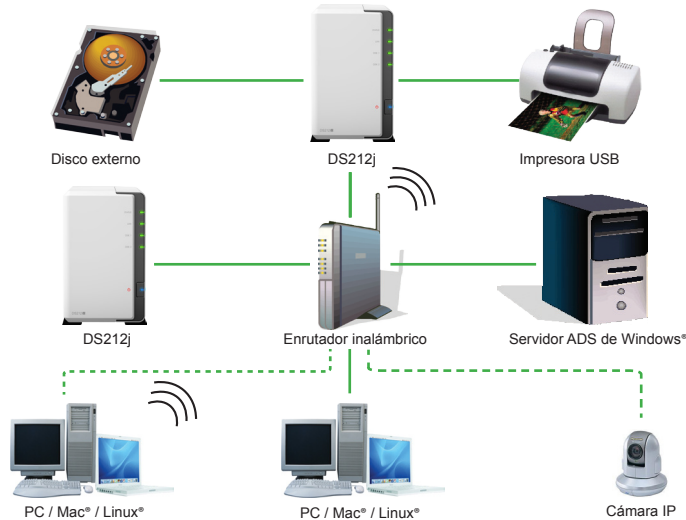 Disco externo
DS212j
Impresora USB
DS212j
Enrutador inalámbrico
Servidor ADS de Windows®
PC / Mac® / Linux®
PC / Mac® / Linux®
Cámara IP